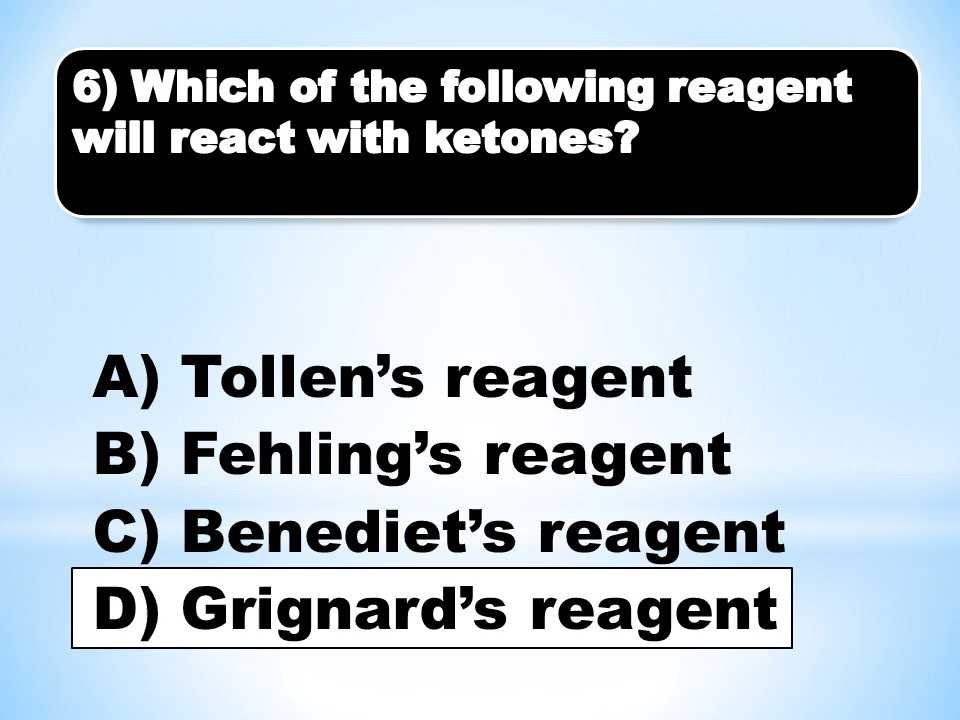 6) Which of the following reagent
will react with ketones?
A) Tollen’s reagent
B) Fehling’s reagent
C) Benediet’s reagent
D) Grignard’s reagent